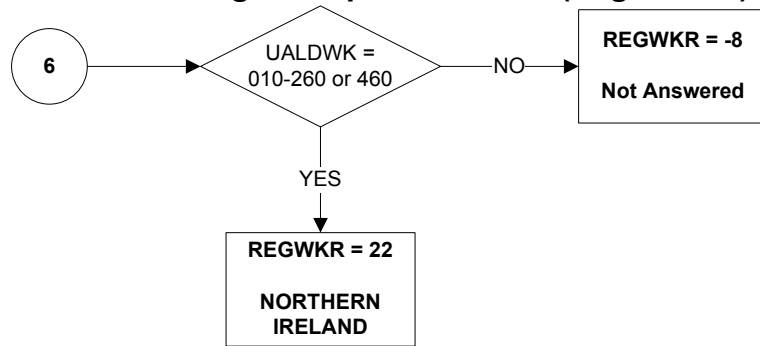 6
UALDWK =
010-260 or 460
NO
REGWKR = -8
Not Answered
YES
REGWKR = 22
NORTHERN
IRELAND